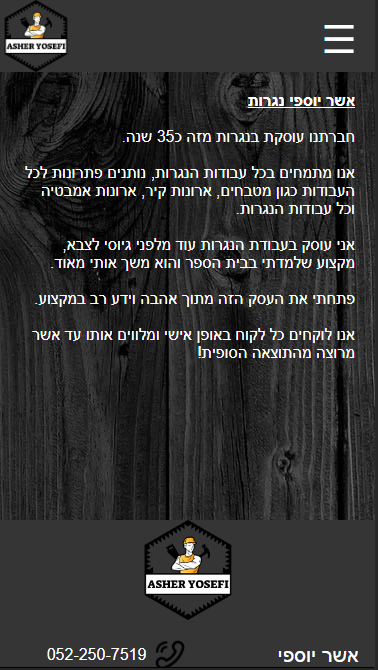 ASHER YOSEFI
אשר יוספי נגרות
חברתנו עוסקת בנגרות מזה כ35 שנה.
אנו מתמחים בכל עבודות הנגרות, נותנים פתרונות לכל
העבודות כגון מטבחים, ארונות קיר, ארונות אמבטיה
וכל עבודות הנגרות.
אני עוסק בעבודת הנגרות עוד מלפני גיוסי לצבא,
מקצוע שלמדתי בבית הספר והוא משך אותי מאוד.
פתחתי את העסק הזה מתוך אהבה וידע רב במקצוע.
אנו לוקחים כל לקוח באופן אישי ומלווים אותו עד אשר
מרוצה מהתוצאה הסופית!
ASHER YOSEFI
אשר יוספי
052-250-7519